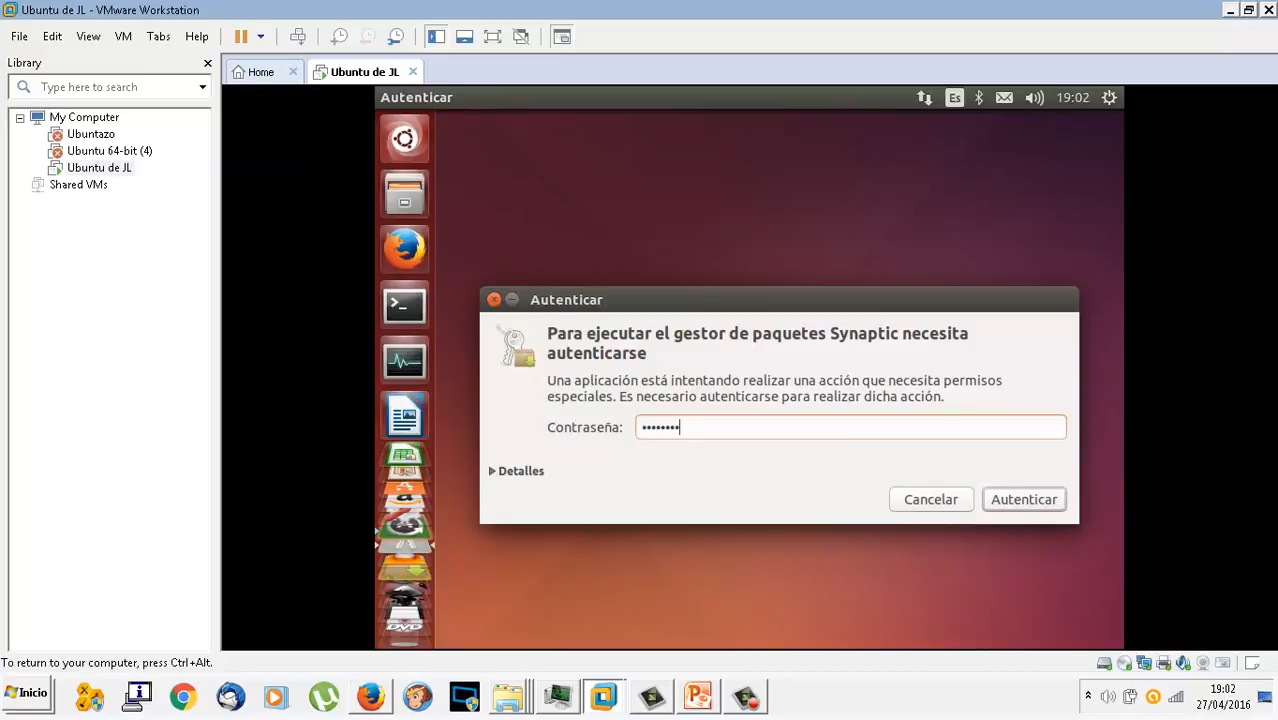 Ubuntu de JL - VMware Workstation
File Edit View VM Tabs Help
Library
Type here to search
My Computer
Ubuntazo
Ubuntu 64-bit (4)
Ubuntu de JL
Shared VMs
Home
Ubuntu de JL
Autenticar
Es
19:02
Autenticar
Para ejecutar el gestor de paquetes Synaptic necesita
autenticarse
Una aplicación está intentando realizar una acción que necesita permisos
especiales. Es necesario autenticarse para realizar dicha acción.
Contraseña: ••••••••
Detalles
Cancelar Autenticar
DVD
To return to your computer, press Ctrl+Alt.
Inicio
19:02
27/04/2016